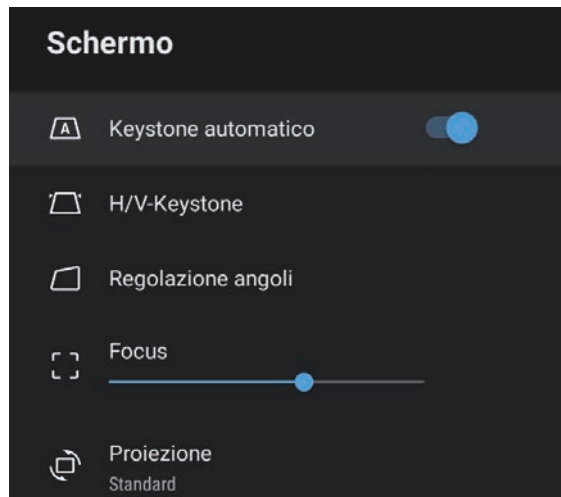 Schermo
A
Keystone automatico
H/V-Keystone
Regolazione angoli
Focus
Proiezione
Standard